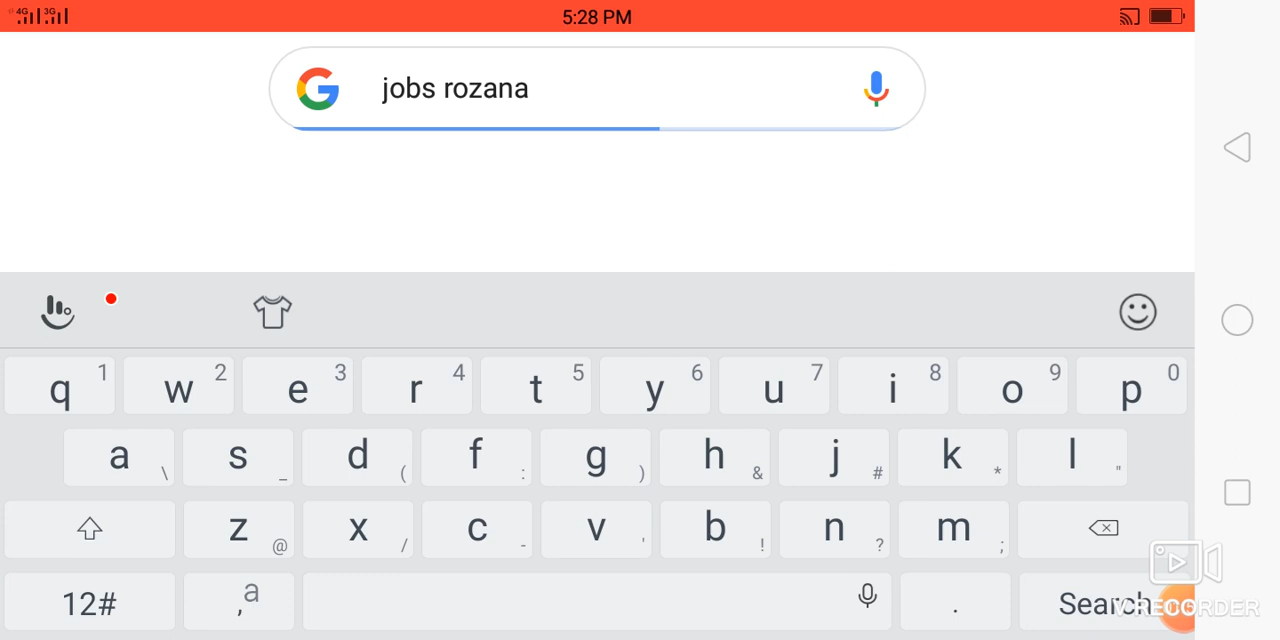 4G 3G 5:28 PM
jobs rozana
q 1 w 2 e 3 r 4 t 5 y 6 u 7 i 8 o 9 p 0
a \ s _ d ( f : g ) h & j # k * l "
z @ x / c - v ' b ! n ? m ;
12# , a . Search
V RECORDER